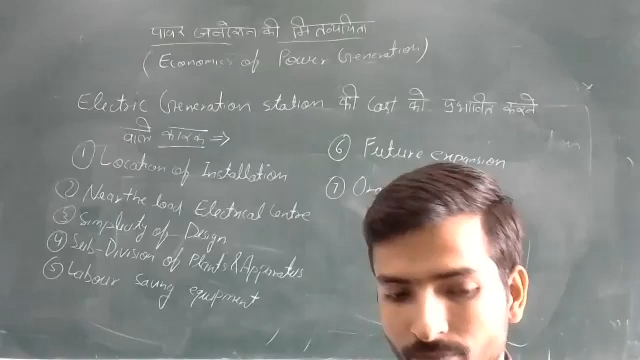 पावर जनरेशन की मितव्ययिता
(Economics of Power Generation)
Electric Generation station की Cost को प्रभावित करने
वाले कारक ⇒
① Location of Installation
② Near the load Electrical Centre
③ Simplicity of Design
④ Sub-Division of Plants & Apparatus
⑤ Labour saving equipment
⑥ Future expansion
⑦